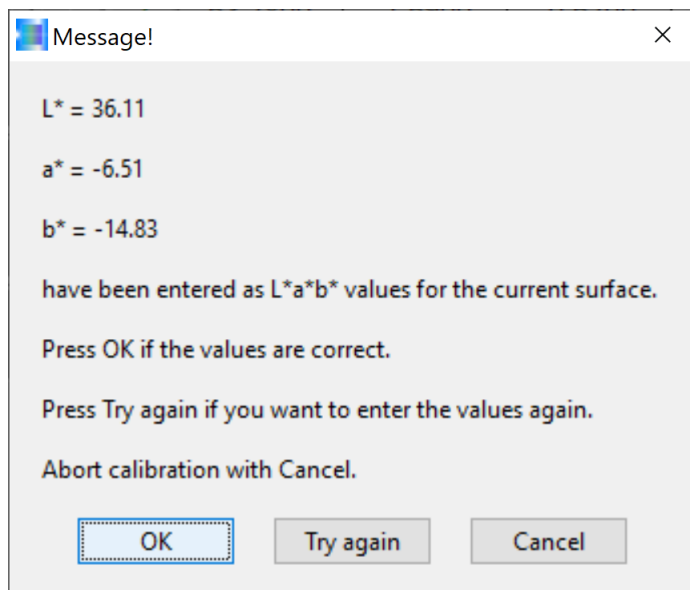 Message!
L* = 36.11
a* = -6.51
b* = -14.83
have been entered as L*a*b* values for the current surface.
Press OK if the values are correct.
Press Try again if you want to enter the values again.
Abort calibration with Cancel.
OK Try again Cancel